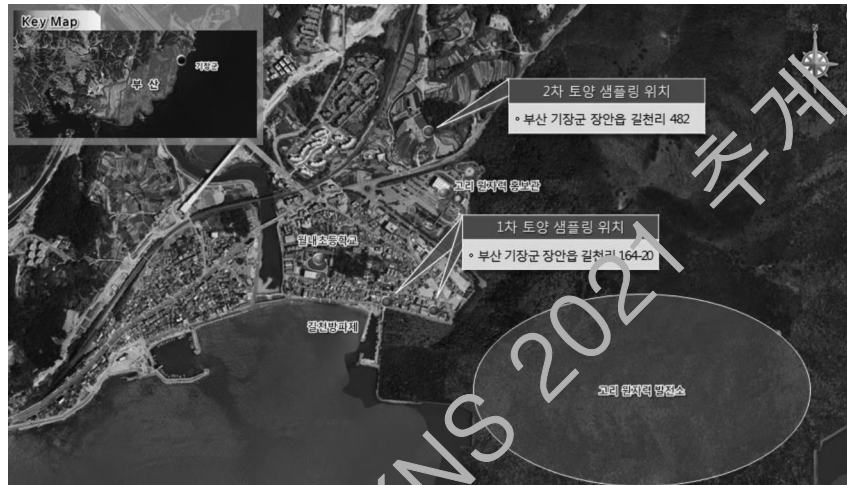 Key Map
부 산
기장군
2차 토양 샘플링 위치
∘ 부산 기장군 장안읍 길천리 482
고리 원자력 홍보관
1차 토양 샘플링 위치
∘ 부산 기장군 장안읍 길천리 164-20
월내초등학교
길천방파제
고리 원자력 발전소
KNS 2021 추계